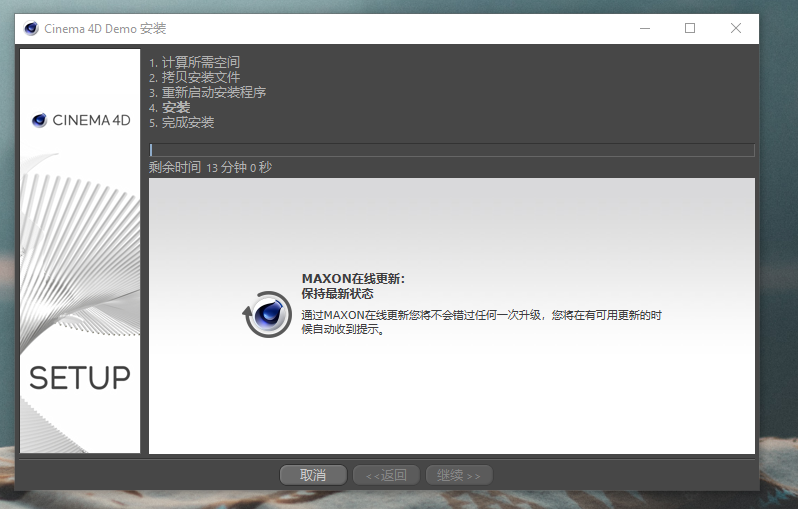 Cinema 4D Demo 安装
1. 计算所需空间
2. 拷贝安装文件
3. 重新启动安装程序
4. 安装
5. 完成安装
CINEMA 4D
剩余时间 13 分钟 0 秒
MAXON在线更新：
保持最新状态
通过MAXON在线更新您将不会错过任何一次升级，您将在有可用更新的时
候自动收到提示。
SETUP
取消
<<返回
继续 >>